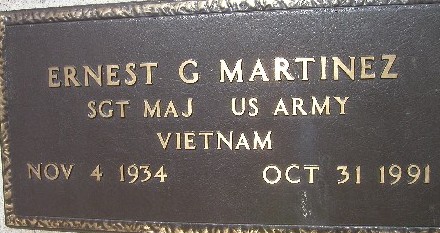 ERNEST G MARTINEZ
SGT MAJ US ARMY
VIETNAM
NOV 4 1934 OCT 31 1991